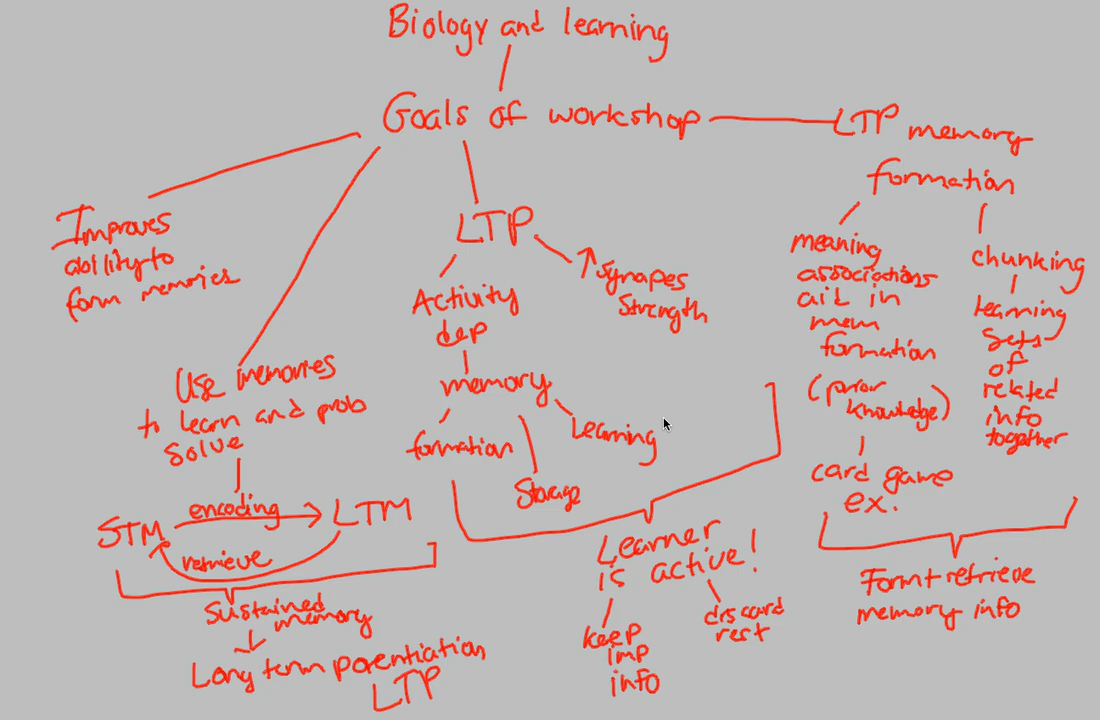 Biology and learning
Goals of workshop
Improves
ability to
form memories
Use memories
to learn and prob
solve
STM
encoding
LTM
retrieve
Sustained
memory
Long term potentiation
LTP
LTP
Activity
dep
↑ Synapes
Strength
memory
formation
Storage
Learning
Learner
is active!
keep
imp
info
discard
rest
LTP memory
formation
meaning
associations
aid in
mem
formation
(prior
knowledge)
card game
ex.
chunking
learning
sets
of
related
info
together
Form + retrieve
memory info